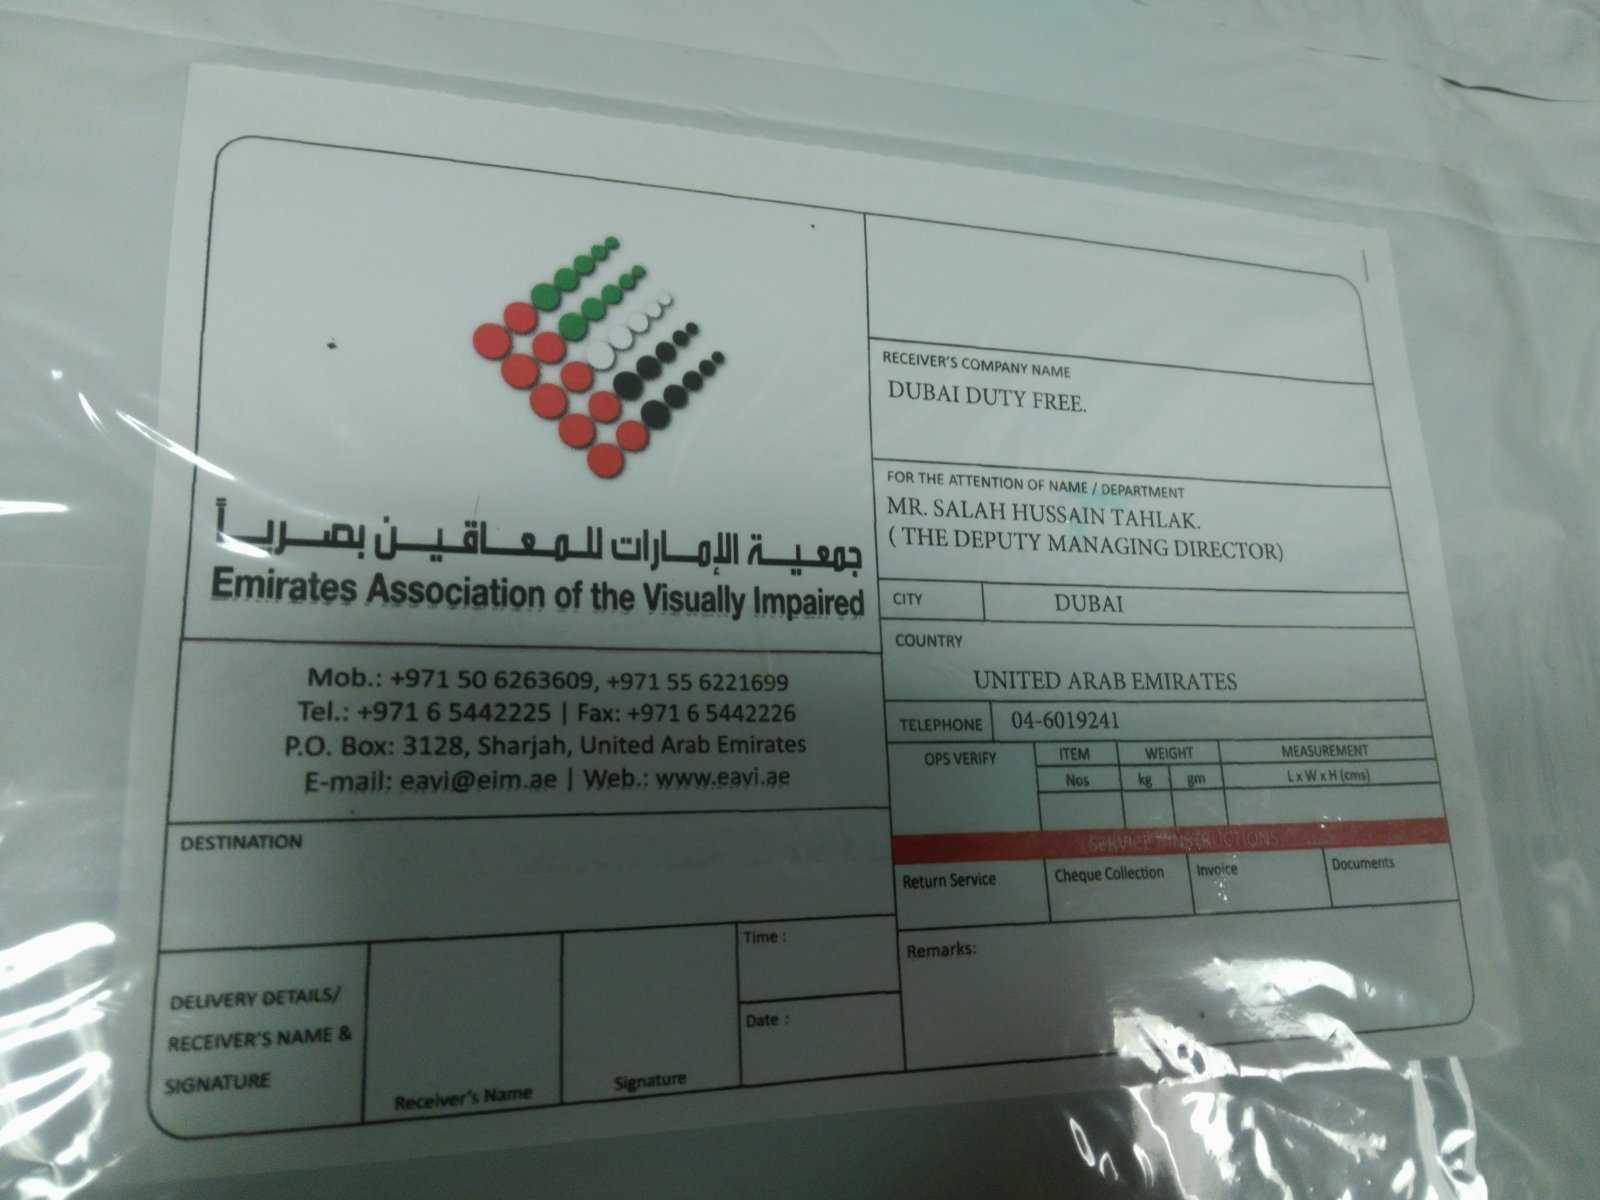 جمعية الإمارات للمعاقين بصرياً
Emirates Association of the Visually Impaired
Mob.: +971 50 6263609, +971 55 6221699
Tel.: +971 6 5442225 | Fax: +971 6 5442226
P.O. Box: 3128, Sharjah, United Arab Emirates
E-mail: eavi@eim.ae | Web.: www.eavi.ae
DESTINATION
DELIVERY DETAILS/
RECEIVER'S NAME &
SIGNATURE
Receiver's Name
Signature
Time :
Date :
RECEIVER'S COMPANY NAME
DUBAI DUTY FREE.
FOR THE ATTENTION OF NAME / DEPARTMENT
MR. SALAH HUSSAIN TAHLAK.
( THE DEPUTY MANAGING DIRECTOR)
CITY DUBAI
COUNTRY
UNITED ARAB EMIRATES
TELEPHONE 04-6019241
OPS VERIFY ITEM WEIGHT MEASUREMENT
Nos kg gm L x W x H (cms)
SERVICE INSTRUCTIONS
Return Service Cheque Collection Invoice Documents
Remarks: